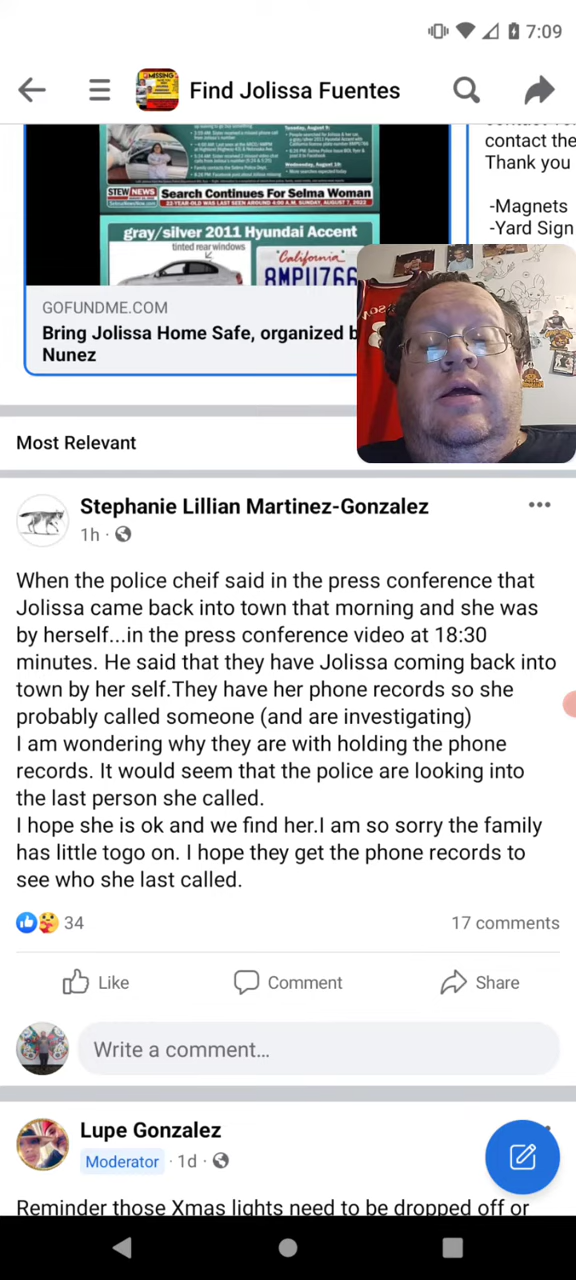 7:09
Find Jolissa Fuentes
contact the
Thank you
-Magnets
-Yard Sign
STEW NEWS Search Continues For Selma Woman
23-YEAR-OLD WAS LAST SEEN AROUND 4:00 A.M. SUNDAY, AUGUST 7, 2022
gray/silver 2011 Hyundai Accent
tinted rear windows
California
8MPU766
GOFUNDME.COM
Bring Jolissa Home Safe, organized b
Nunez
Most Relevant
Stephanie Lillian Martinez-Gonzalez
1h
When the police cheif said in the press conference that
Jolissa came back into town that morning and she was
by herself...in the press conference video at 18:30
minutes. He said that they have Jolissa coming back into
town by her self.They have her phone records so she
probably called someone (and are investigating)
I am wondering why they are with holding the phone
records. It would seem that the police are looking into
the last person she called.
I hope she is ok and we find her.I am so sorry the family
has little togo on. I hope they get the phone records to
see who she last called.
34
17 comments
Like
Comment
Share
Write a comment...
Lupe Gonzalez
Moderator · 1d
Reminder those Xmas lights need to be dropped off or